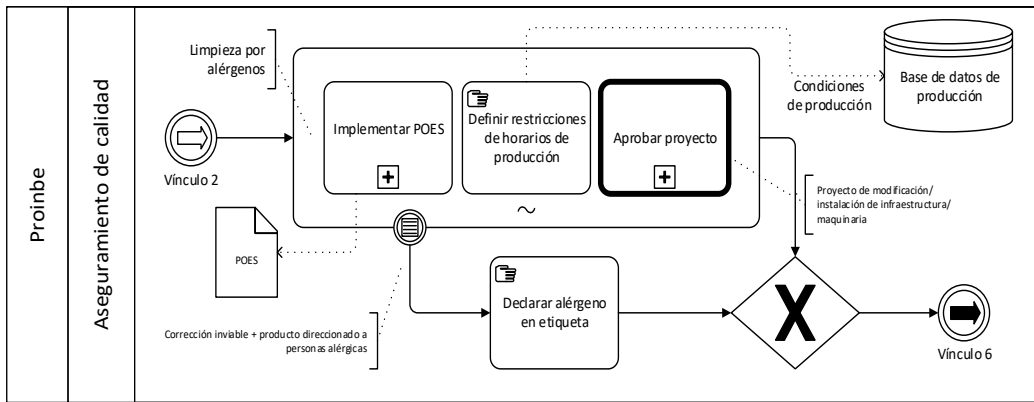 Proinbe
Aseguramiento de calidad
Limpieza por
alérgenos
Vínculo 2
Implementar POES
Definir restricciones
de horarios de
producción
Aprobar proyecto
Condiciones
de producción
Base de datos de
producción
Proyecto de modificación/
instalación de infraestructura/
maquinaria
~
POES
Corrección inviable + producto direccionado a
personas alérgicas
Declarar alérgeno
en etiqueta
X
Vínculo 6